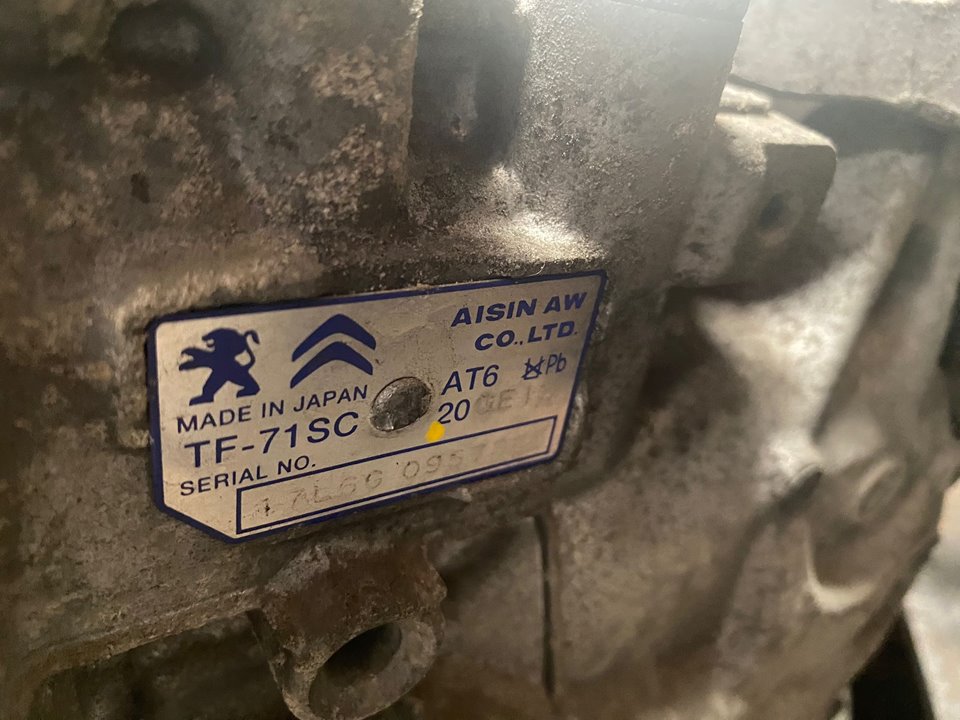 AISIN AW
CO., LTD.
MADE IN JAPAN
AT6 Pb
TF-71SC
20
SERIAL NO.